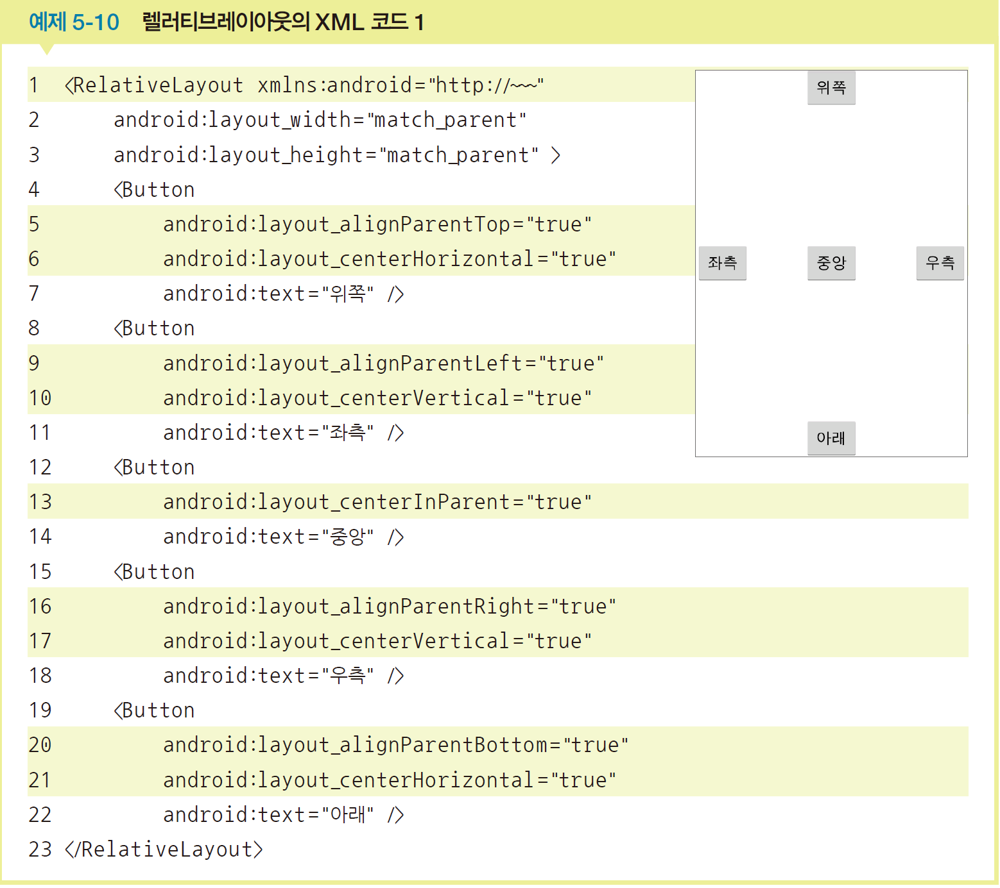 예제 5-10 렐러티브레이아웃의 XML 코드 1
1 <RelativeLayout xmlns:android="http://~~~"
2 android:layout_width="match_parent"
3 android:layout_height="match_parent" >
4 <Button
5 android:layout_alignParentTop="true"
6 android:layout_centerHorizontal="true"
7 android:text="위쪽" />
8 <Button
9 android:layout_alignParentLeft="true"
10 android:layout_centerVertical="true"
11 android:text="좌측" />
12 <Button
13 android:layout_centerInParent="true"
14 android:text="중앙" />
15 <Button
16 android:layout_alignParentRight="true"
17 android:layout_centerVertical="true"
18 android:text="우측" />
19 <Button
20 android:layout_alignParentBottom="true"
21 android:layout_centerHorizontal="true"
22 android:text="아래" />
23 </RelativeLayout>
위쪽
좌측 중앙 우측
아래